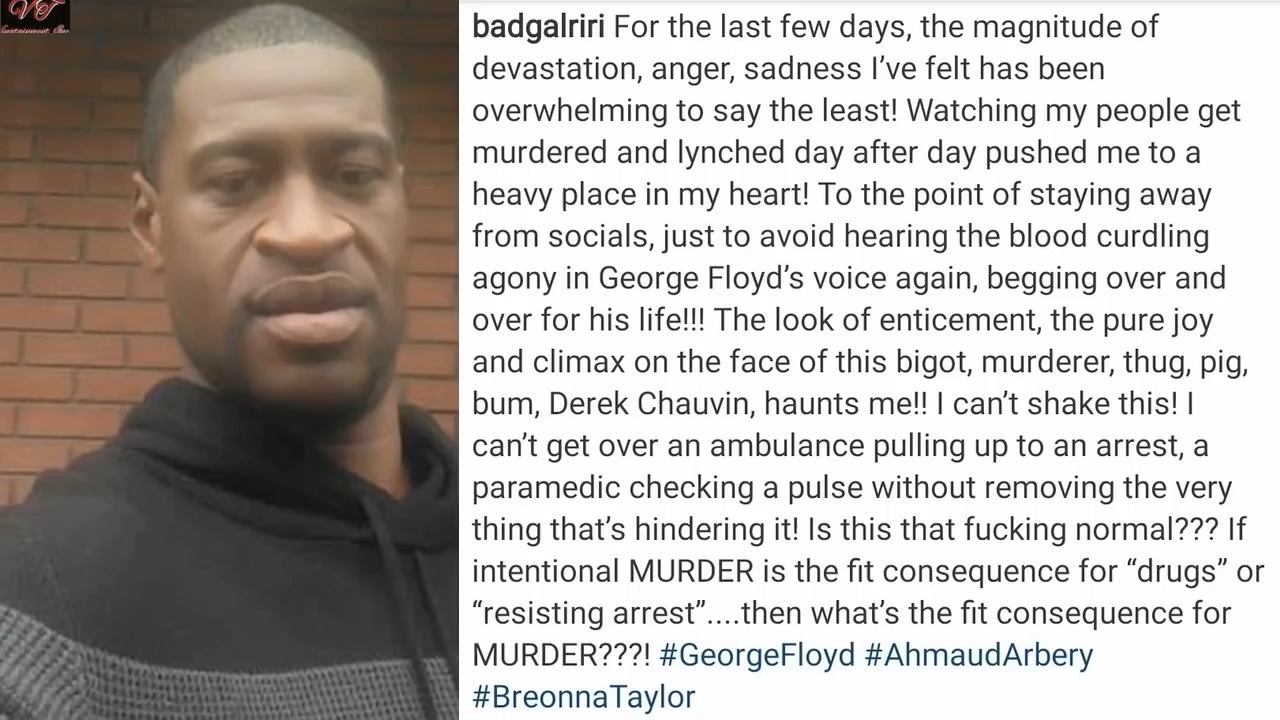 badgalriri For the last few days, the magnitude of
devastation, anger, sadness I’ve felt has been
overwhelming to say the least! Watching my people get
murdered and lynched day after day pushed me to a
heavy place in my heart! To the point of staying away
from socials, just to avoid hearing the blood curdling
agony in George Floyd’s voice again, begging over and
over for his life!!! The look of enticement, the pure joy
and climax on the face of this bigot, murderer, thug, pig,
bum, Derek Chauvin, haunts me!! I can’t shake this! I
can’t get over an ambulance pulling up to an arrest, a
paramedic checking a pulse without removing the very
thing that’s hindering it! Is this that fucking normal??? If
intentional MURDER is the fit consequence for “drugs” or
“resisting arrest”....then what’s the fit consequence for
MURDER???! #GeorgeFloyd #AhmaudArbery
#BreonnaTaylor